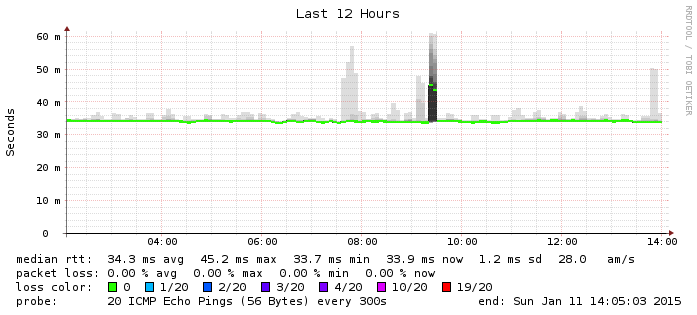 Last 12 Hours
RRDTOOL / TOBI OETIKER
Seconds
60 m
50 m
40 m
30 m
20 m
10 m
0
04:00 06:00 08:00 10:00 12:00 14:00
median rtt: 34.3 ms avg 45.2 ms max 33.7 ms min 33.9 ms now 1.2 ms sd 28.0 am/s
packet loss: 0.00 % avg 0.00 % max 0.00 % min 0.00 % now
loss color: 0 1/20 2/20 3/20 4/20 10/20 19/20
probe: 20 ICMP Echo Pings (56 Bytes) every 300s end: Sun Jan 11 14:05:03 2015